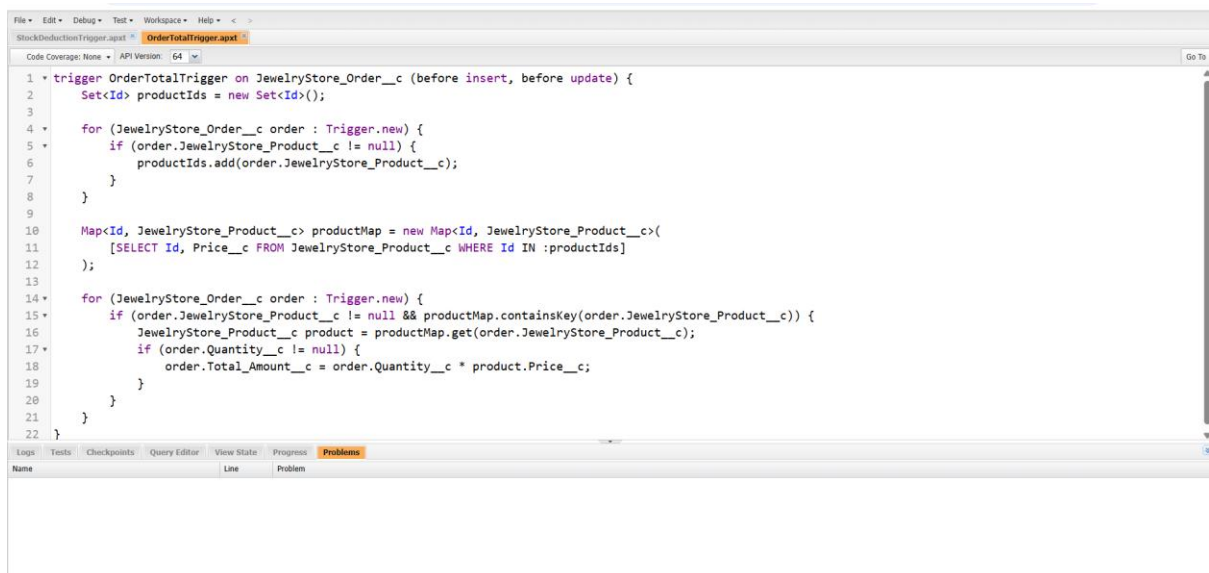 File • Edit • Debug • Test • Workspace • Help • < >
StockDeductionTrigger.apxt OrderTotalTrigger.apxt
Code Coverage: None • API Version: 64 Go To
1 trigger OrderTotalTrigger on JewelryStore_Order__c (before insert, before update) {
2 Set<Id> productIds = new Set<Id>();
3
4 for (JewelryStore_Order__c order : Trigger.new) {
5 if (order.JewelryStore_Product__c != null) {
6 productIds.add(order.JewelryStore_Product__c);
7 }
8 }
9
10 Map<Id, JewelryStore_Product__c> productMap = new Map<Id, JewelryStore_Product__c>(
11 [SELECT Id, Price__c FROM JewelryStore_Product__c WHERE Id IN :productIds]
12 );
13
14 for (JewelryStore_Order__c order : Trigger.new) {
15 if (order.JewelryStore_Product__c != null && productMap.containsKey(order.JewelryStore_Product__c)) {
16 JewelryStore_Product__c product = productMap.get(order.JewelryStore_Product__c);
17 if (order.Quantity__c != null) {
18 order.Total_Amount__c = order.Quantity__c * product.Price__c;
19 }
20 }
21 }
22 }
Logs Tests Checkpoints Query Editor View State Progress Problems
Name Line Problem